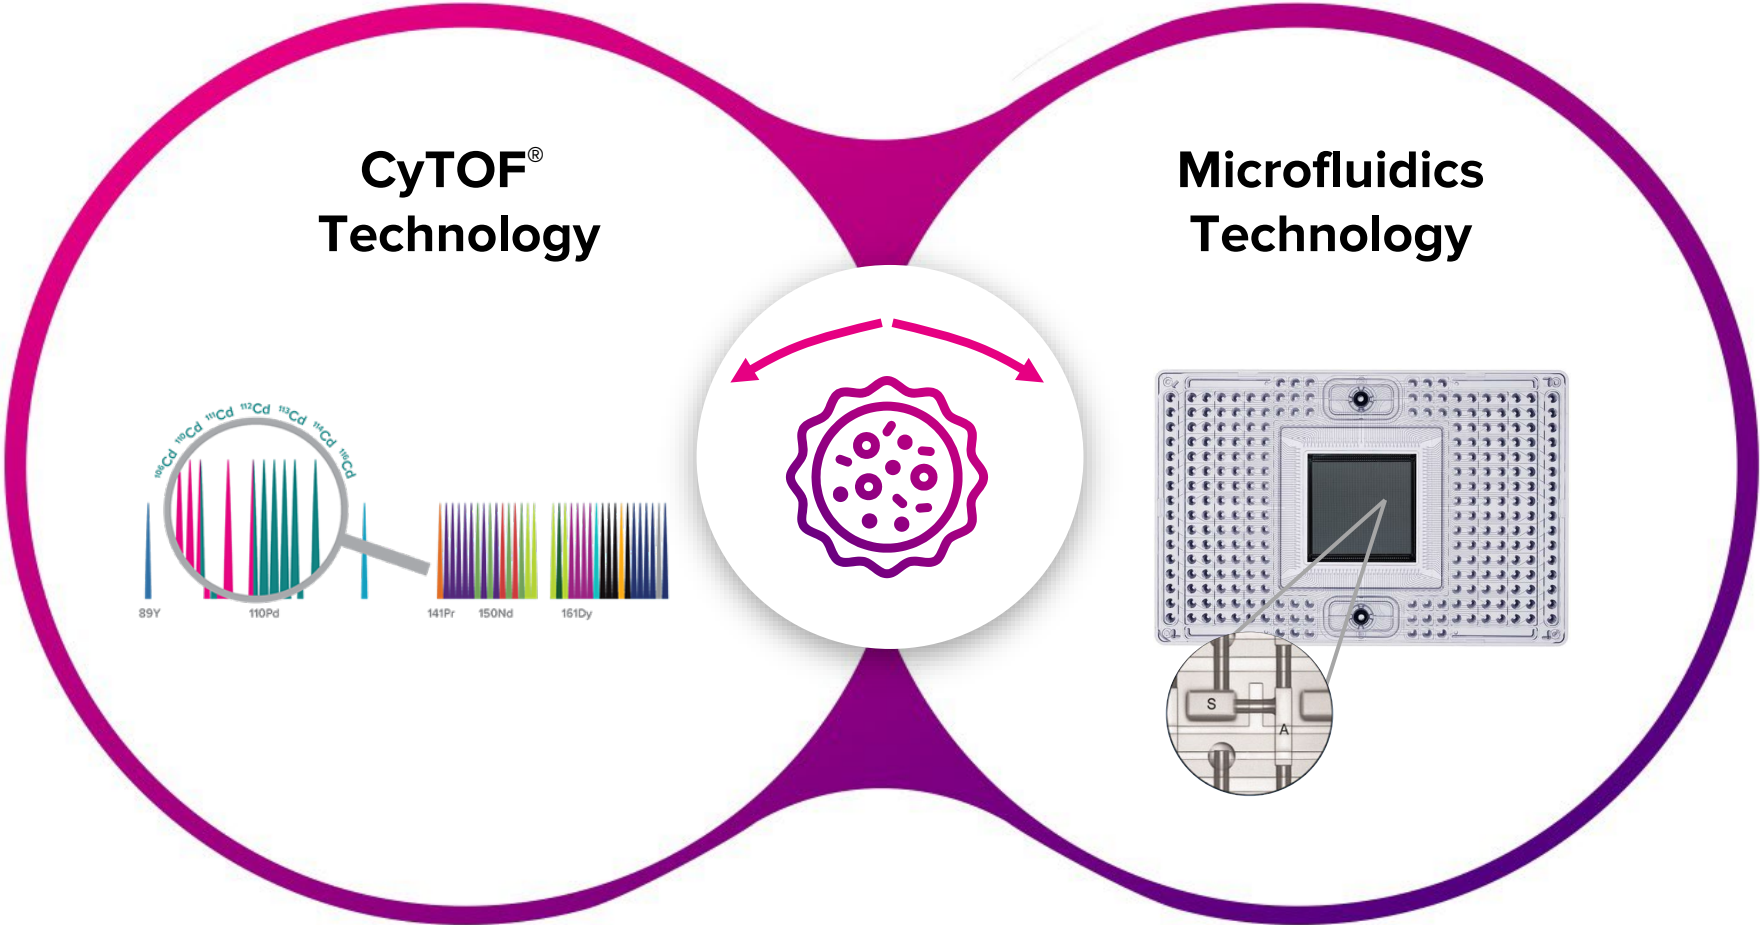 CyTOF®
Technology
Microfluidics
Technology
¹⁰⁶Cd ¹¹⁰Cd ¹¹¹Cd ¹¹²Cd ¹¹³Cd ¹¹⁴Cd ¹¹⁶Cd
89Y
110Pd
141Pr
150Nd
161Dy
S
A